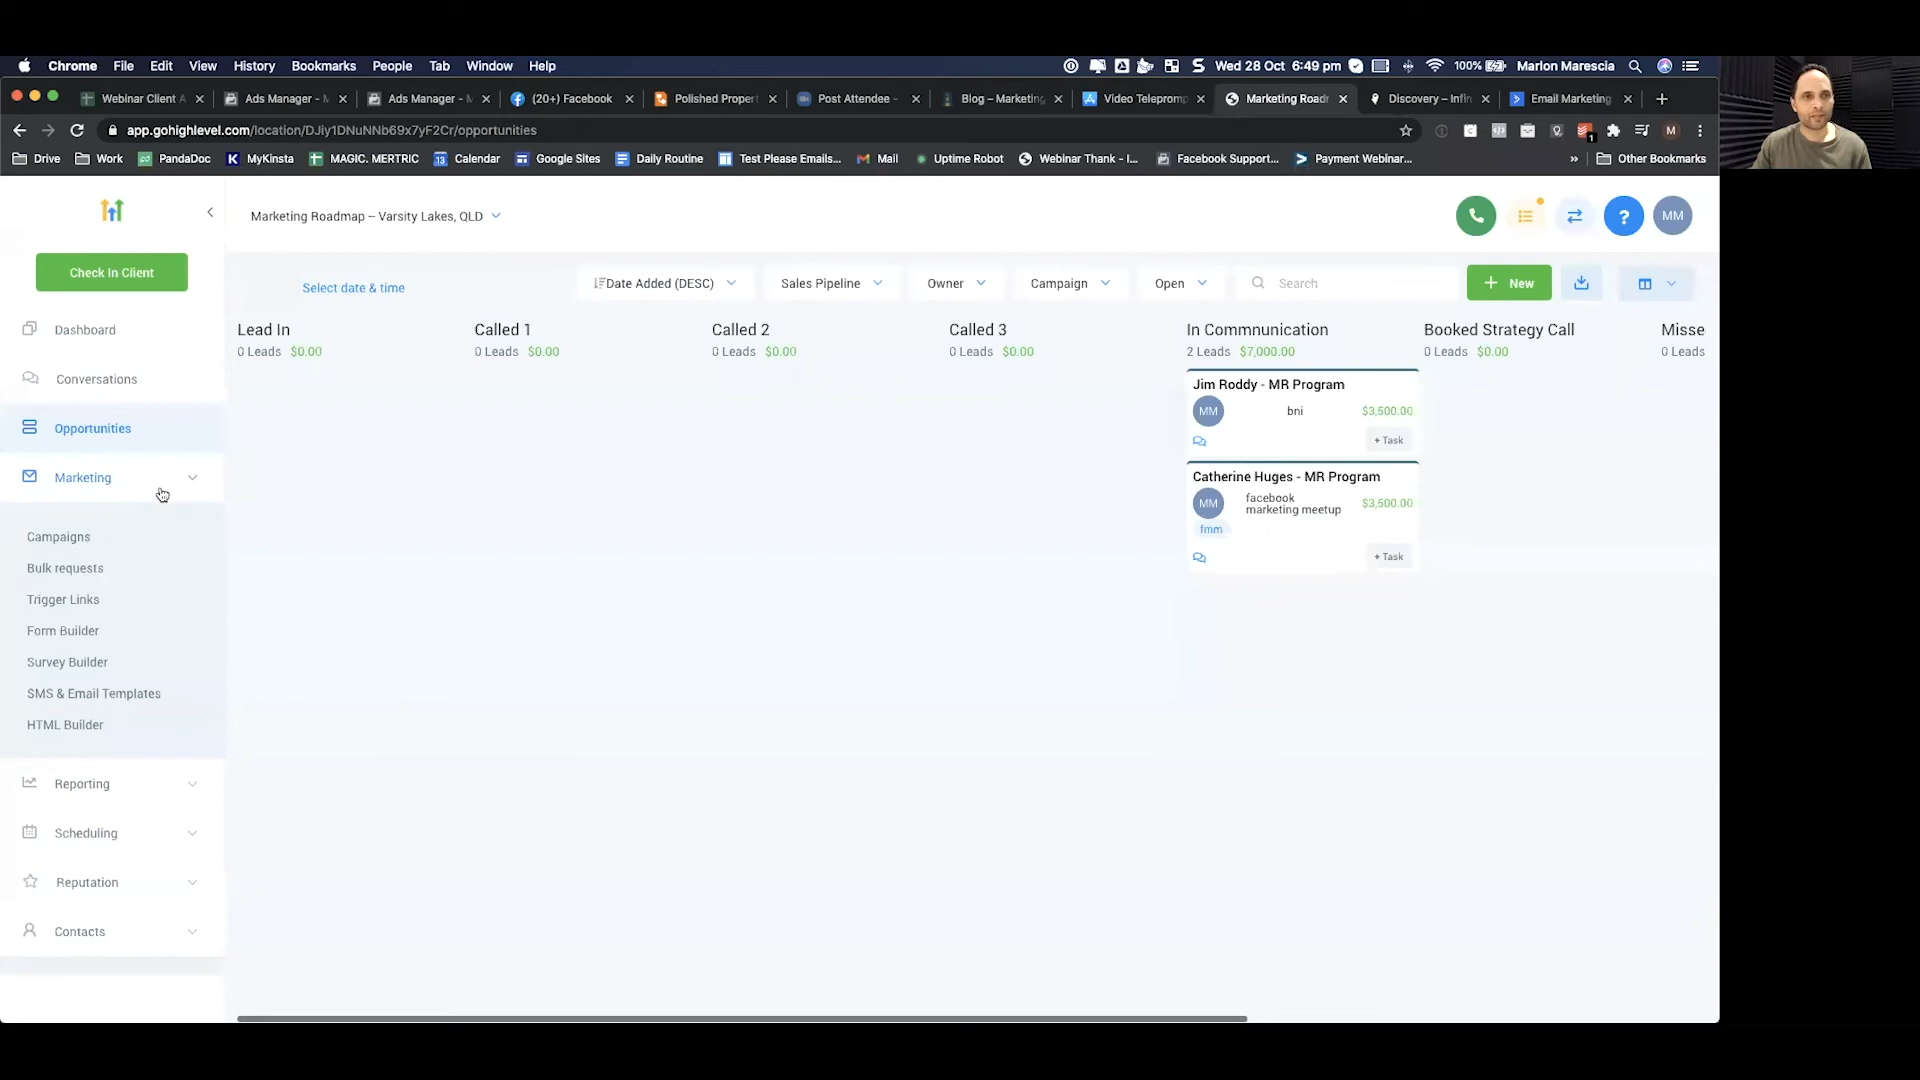 Chrome File Edit View History Bookmarks People Tab Window Help
Wed 28 Oct 6:49 pm 100% Marlon Marescia
Webinar Client A
Ads Manager - M
Ads Manager - M
(20+) Facebook
Polished Propert
Post Attendee -
Blog – Marketing
Video Telepromp
Marketing Roadm
Discovery – Infin
Email Marketing
app.gohighlevel.com/location/DJiy1DNuNNb69x7yF2Cr/opportunities
1
M
Drive Work PandaDoc MyKinsta MAGIC. MERTRIC Calendar Google Sites Daily Routine Test Please Emails... Mail Uptime Robot Webinar Thank - I... Facebook Support... Payment Webinar... » Other Bookmarks
Marketing Roadmap -- Varsity Lakes, QLD
?
MM
Check In Client
Dashboard
Conversations
Opportunities
Marketing
Campaigns
Bulk requests
Trigger Links
Form Builder
Survey Builder
SMS & Email Templates
HTML Builder
Reporting
Scheduling
Reputation
Contacts
Select date & time
Date Added (DESC)
Sales Pipeline
Owner
Campaign
Open
Search
+ New
Lead In
0 Leads $0.00
Called 1
0 Leads $0.00
Called 2
0 Leads $0.00
Called 3
0 Leads $0.00
In Commnunication
2 Leads $7,000.00
Jim Roddy - MR Program
MM bni $3,500.00
+ Task
Catherine Huges - MR Program
MM facebook marketing meetup $3,500.00
fmm
+ Task
Booked Strategy Call
0 Leads $0.00
Misse
0 Leads